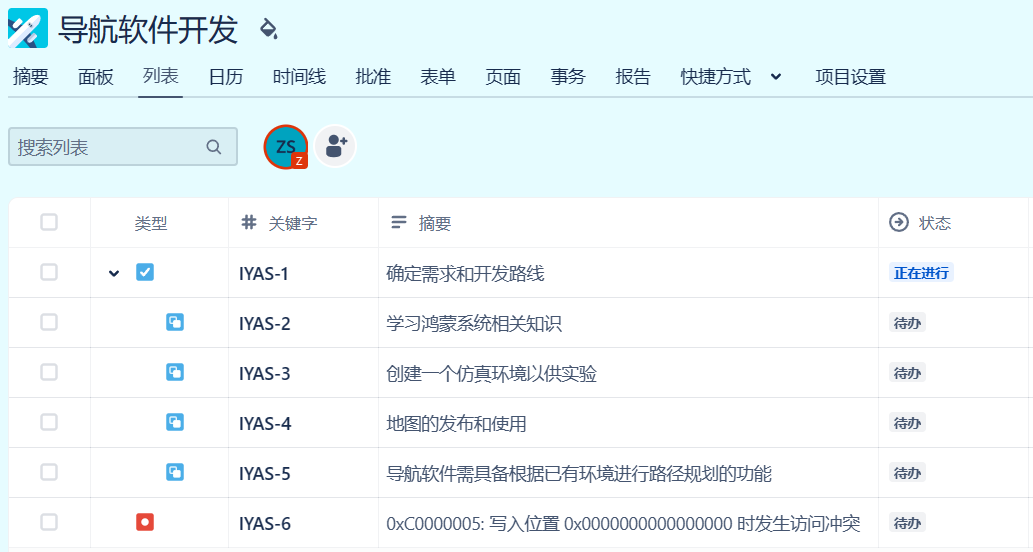 导航软件开发
摘要 面板 列表 日历 时间线 批准 表单 页面 事务 报告 快捷方式 项目设置
搜索列表 ZS Z
类型 关键字 摘要 状态
IYAS-1 确定需求和开发路线 正在进行
IYAS-2 学习鸿蒙系统相关知识 待办
IYAS-3 创建一个仿真环境以供实验 待办
IYAS-4 地图的发布和使用 待办
IYAS-5 导航软件需具备根据已有环境进行路径规划的功能 待办
IYAS-6 0xC0000005: 写入位置 0x0000000000000000 时发生访问冲突 待办